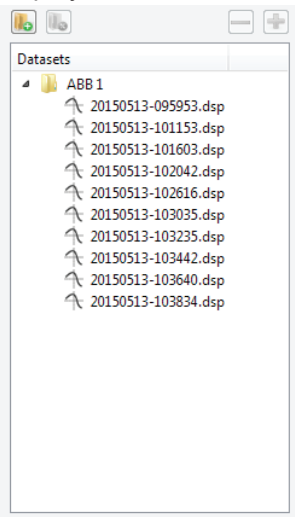 Datasets
ABB 1
20150513-095953.dsp
20150513-101153.dsp
20150513-101603.dsp
20150513-102042.dsp
20150513-102616.dsp
20150513-103035.dsp
20150513-103235.dsp
20150513-103442.dsp
20150513-103640.dsp
20150513-103834.dsp